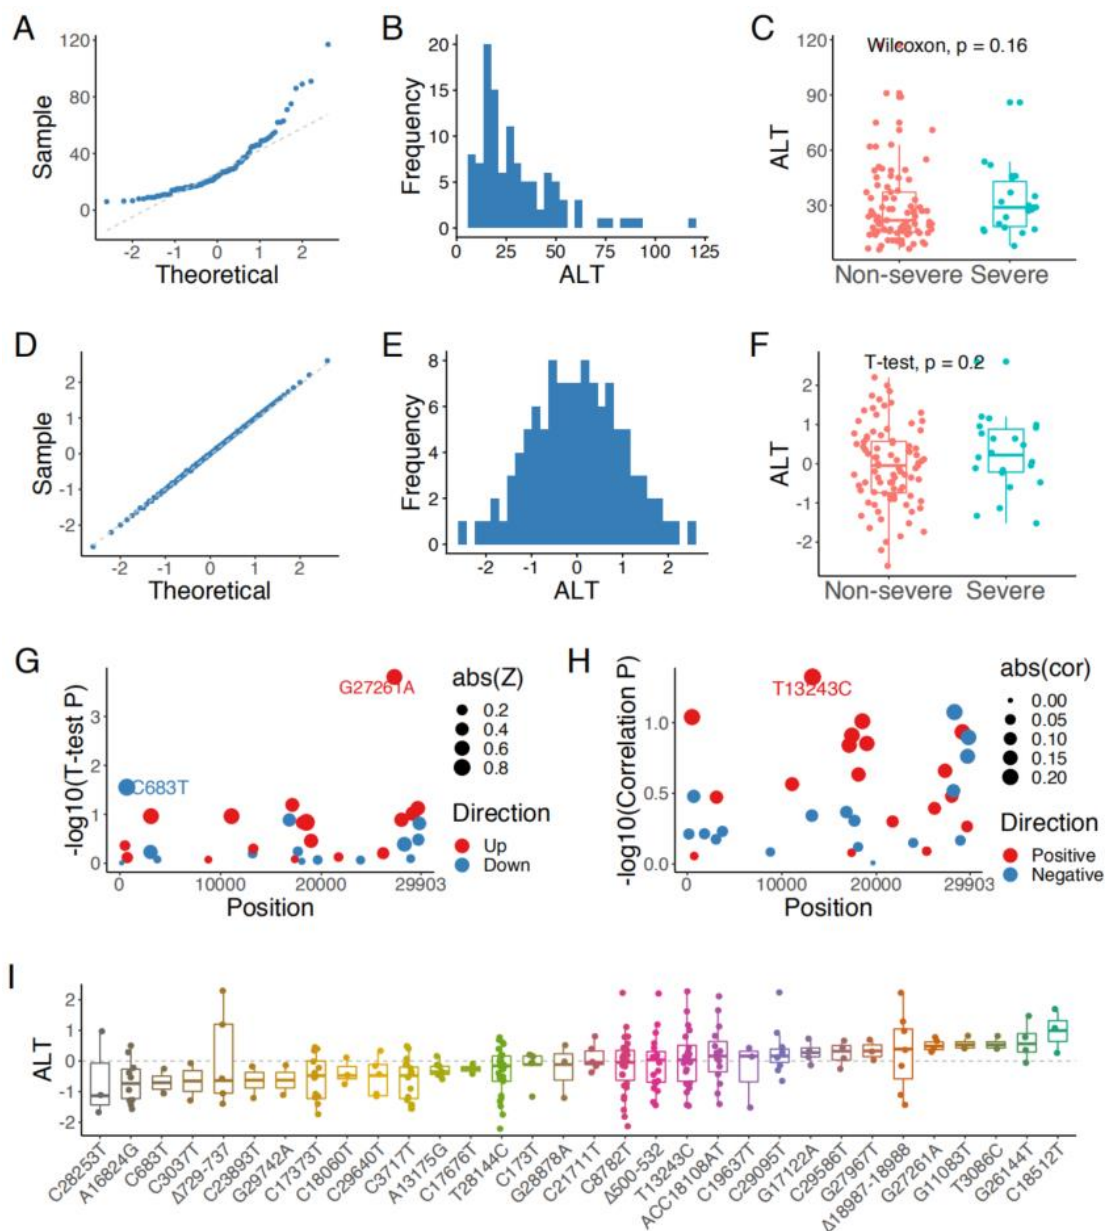 A
B
C
120
80
40
0
Sample
-2 -1 0 1 2
Theoretical
20
15
10
5
0
Frequency
0 25 50 75 100 125
ALT
Wilcoxon, p = 0.16
120
90
60
30
ALT
Non-severe Severe
D
E
F
2
1
0
-1
-2
Sample
-2 -1 0 1 2
Theoretical
8
6
4
2
0
Frequency
-2 -1 0 1 2
ALT
T-test, p = 0.2
2
1
0
-1
-2
ALT
Non-severe Severe
G
-log10(T-test P)
3
2
1
0
G27261A
C683T
0 10000 20000 29903
Position
abs(Z)
0.2
0.4
0.6
0.8
Direction
Up
Down
H
-log10(Correlation P)
1.0
0.5
0.0
T13243C
0 10000 20000 29903
Position
abs(cor)
0.00
0.05
0.10
0.15
0.20
Direction
Positive
Negative
I
ALT
2
1
0
-1
-2
C28253T
A16824G
C683T
C3037T
Δ729-737
C23893T
G29742A
C17373T
C18060T
C29640T
C3717T
A13175G
C17676T
T28144C
C173T
G28878A
C21711T
C8782T
Δ500-532
T13243C
ACC18108AT
C19637T
C29095T
G17122A
C29586T
G27967T
Δ18987-18988
G27261A
G11083T
T3086C
G26144T
C18512T